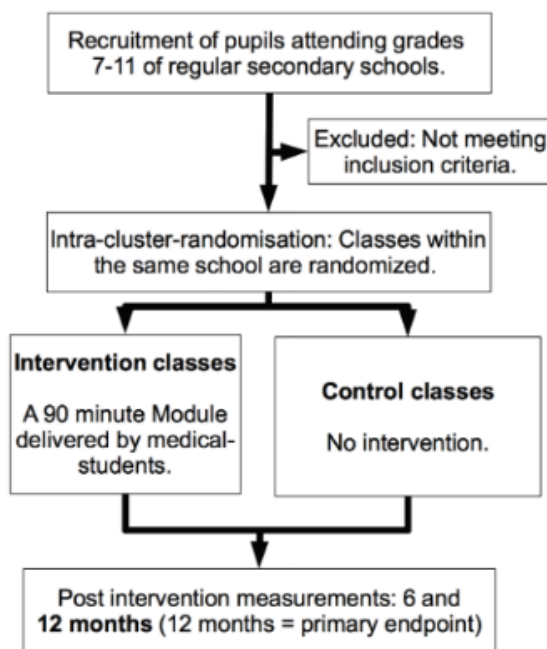 Recruitment of pupils attending grades
7-11 of regular secondary schools.
Excluded: Not meeting
inclusion criteria.
Intra-cluster-randomisation: Classes within
the same school are randomized.
Intervention classes
A 90 minute Module
delivered by medical-
students.
Control classes
No intervention.
Post intervention measurements: 6 and
12 months (12 months = primary endpoint)